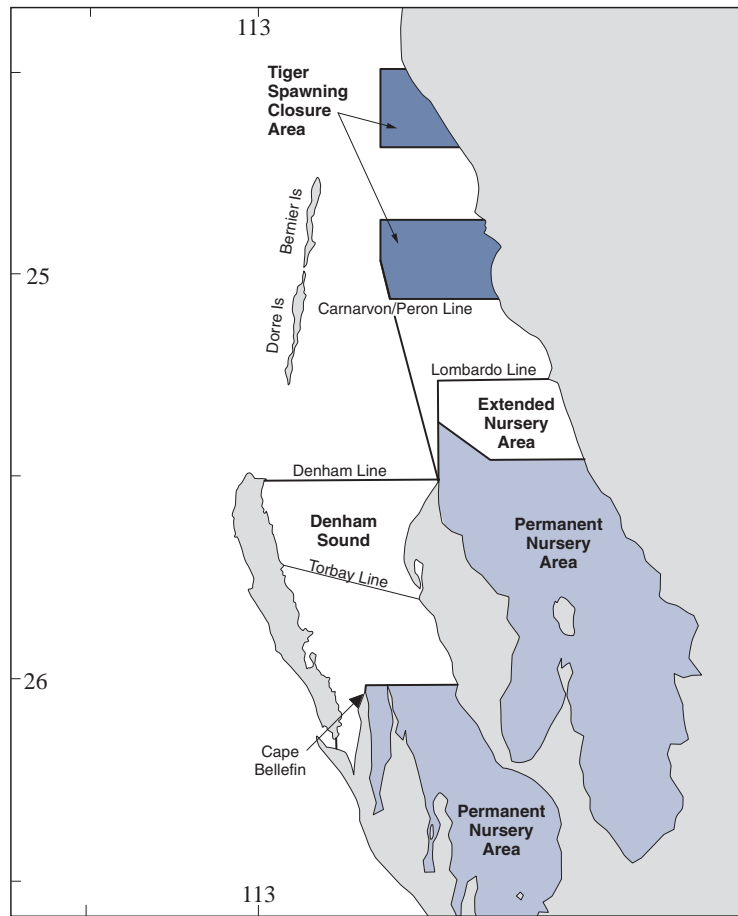 113
Tiger
Spawning
Closure
Area
Bernier Is
25
Dorre Is
Carnarvon/Peron Line
Lombardo Line
Extended
Nursery
Area
Denham Line
Denham
Sound
Permanent
Nursery
Area
Torbay Line
26
Cape
Bellefin
Permanent
Nursery
Area
113